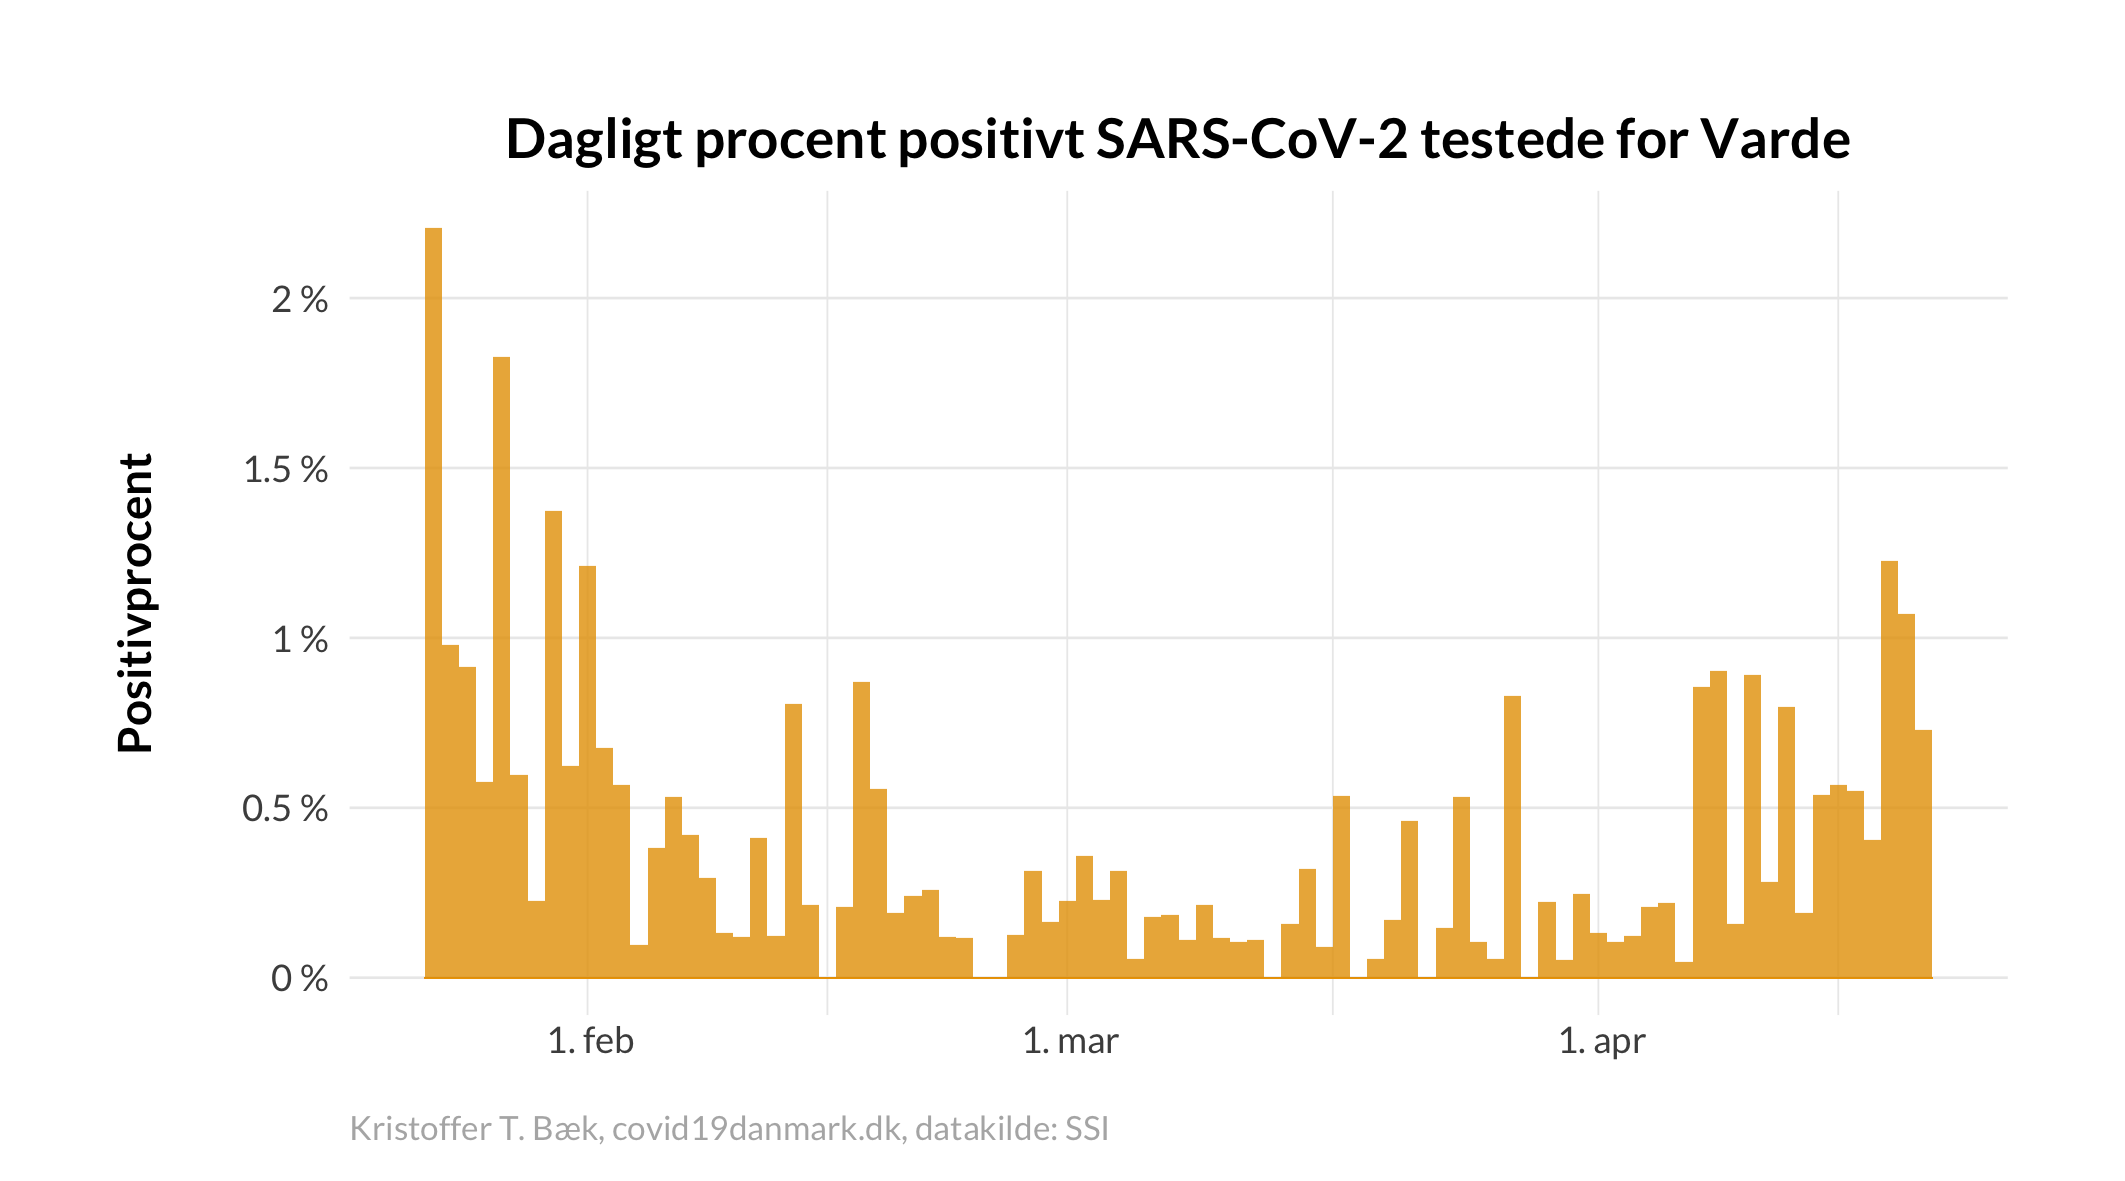 Dagligt procent positivt SARS-CoV-2 testede for Varde
Positivprocent
2 %
1.5 %
1 %
0.5 %
0 %
1. feb
1. mar
1. apr
Kristoffer T. Bæk, covid19danmark.dk, datakilde: SSI